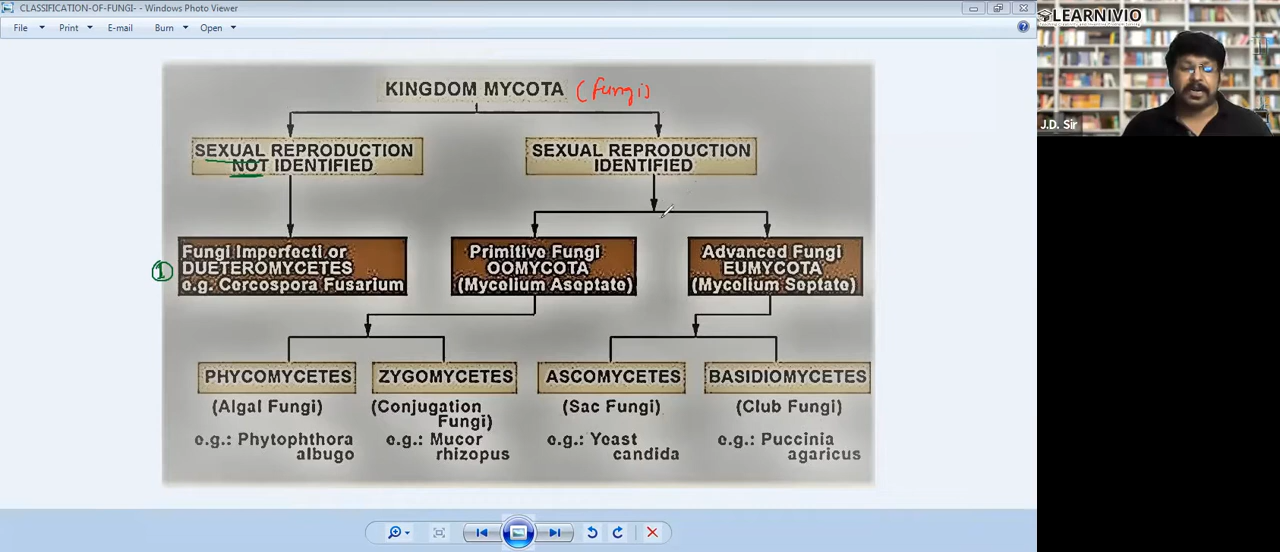 CLASSIFICATION-OF-FUNGI- - Windows Photo Viewer
File Print E-mail Burn Open
LEARNIVIO
J.D. Sir
KINGDOM MYCOTA (fungi)
SEXUAL REPRODUCTION
NOT IDENTIFIED
SEXUAL REPRODUCTION
IDENTIFIED
1
Fungi Imperfecti or
DUETEROMYCETES
e.g. Cercospora Fusarium
Primitive Fungi
OOMYCOTA
(Mycelium Aseptate)
Advanced Fungi
EUMYCOTA
(Mycelium Septate)
PHYCOMYCETES
(Algal Fungi)
e.g.: Phytophthora
albugo
ZYGOMYCETES
(Conjugation
Fungi)
e.g.: Mucor
rhizopus
ASCOMYCETES
(Sac Fungi)
e.g.: Yeast
candida
BASIDIOMYCETES
(Club Fungi)
e.g.: Puccinia
agaricus